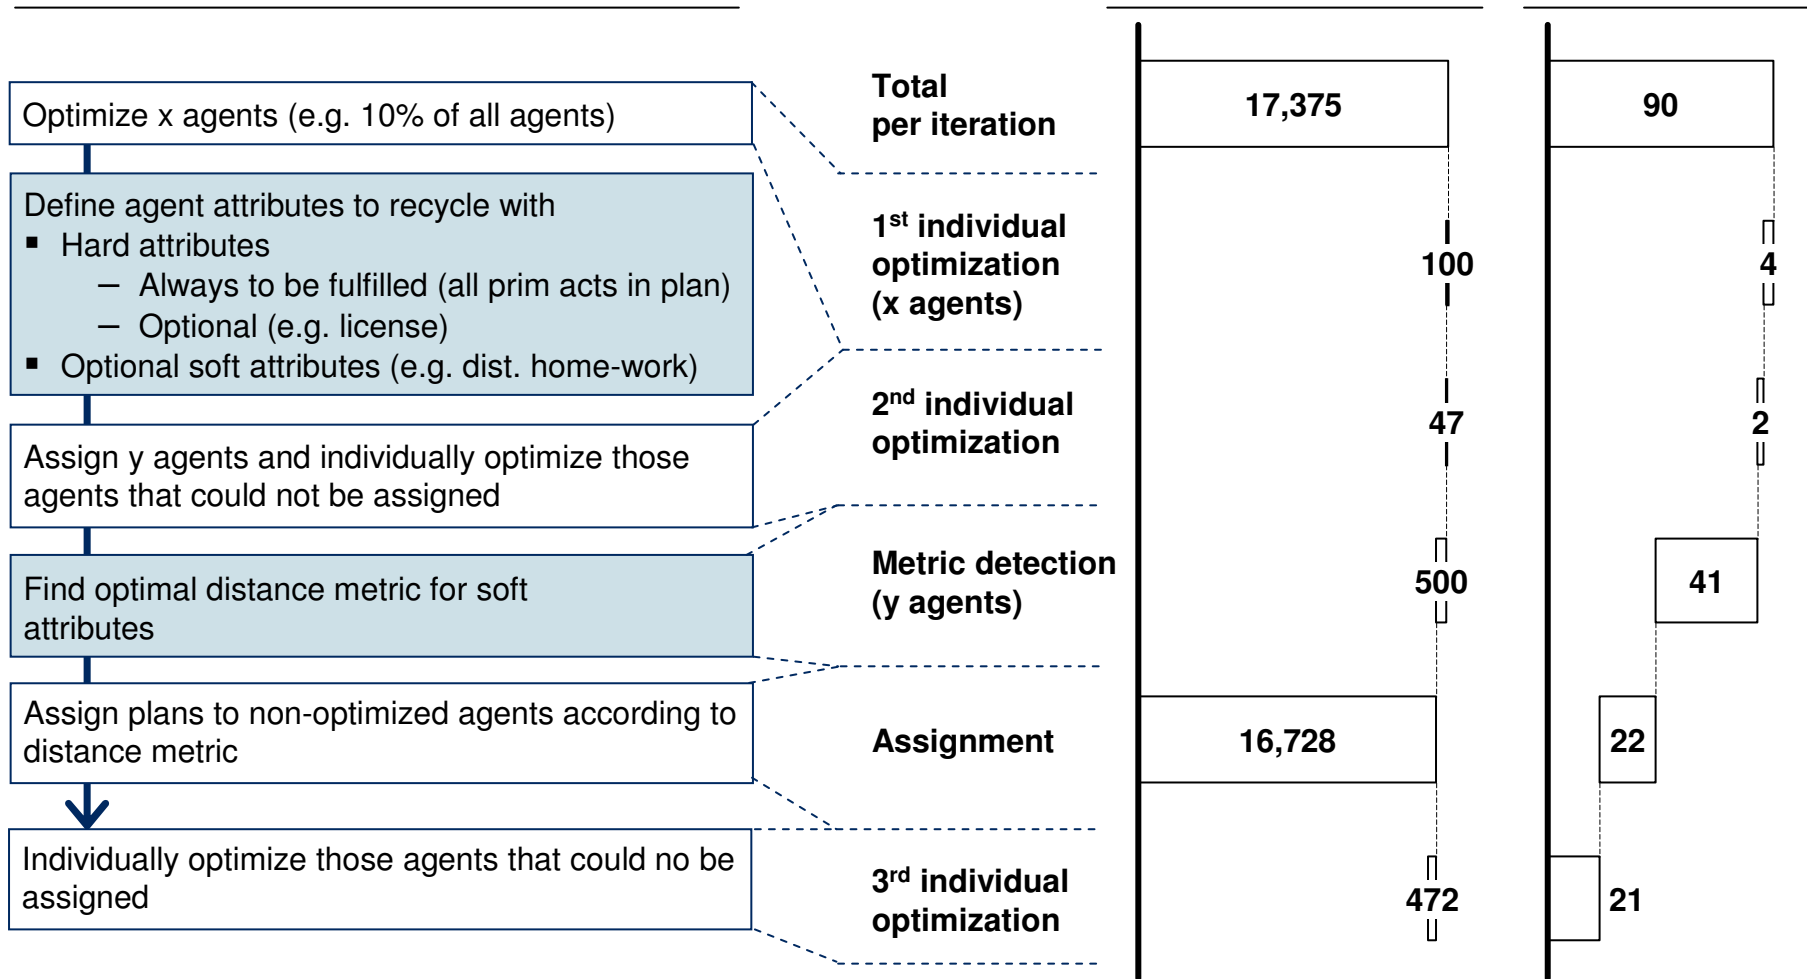 Optimize x agents (e.g. 10% of all agents)
Define agent attributes to recycle with
▪ Hard attributes
– Always to be fulfilled (all prim acts in plan)
– Optional (e.g. license)
▪ Optional soft attributes (e.g. dist. home-work)
Assign y agents and individually optimize those
agents that could not be assigned
Find optimal distance metric for soft
attributes
Assign plans to non-optimized agents according to
distance metric
Individually optimize those agents that could no be
assigned
Total
per iteration
17,375
90
1st individual
optimization
(x agents)
100
4
2nd individual
optimization
47
2
Metric detection
(y agents)
500
41
Assignment
16,728
22
3rd individual
optimization
472
21